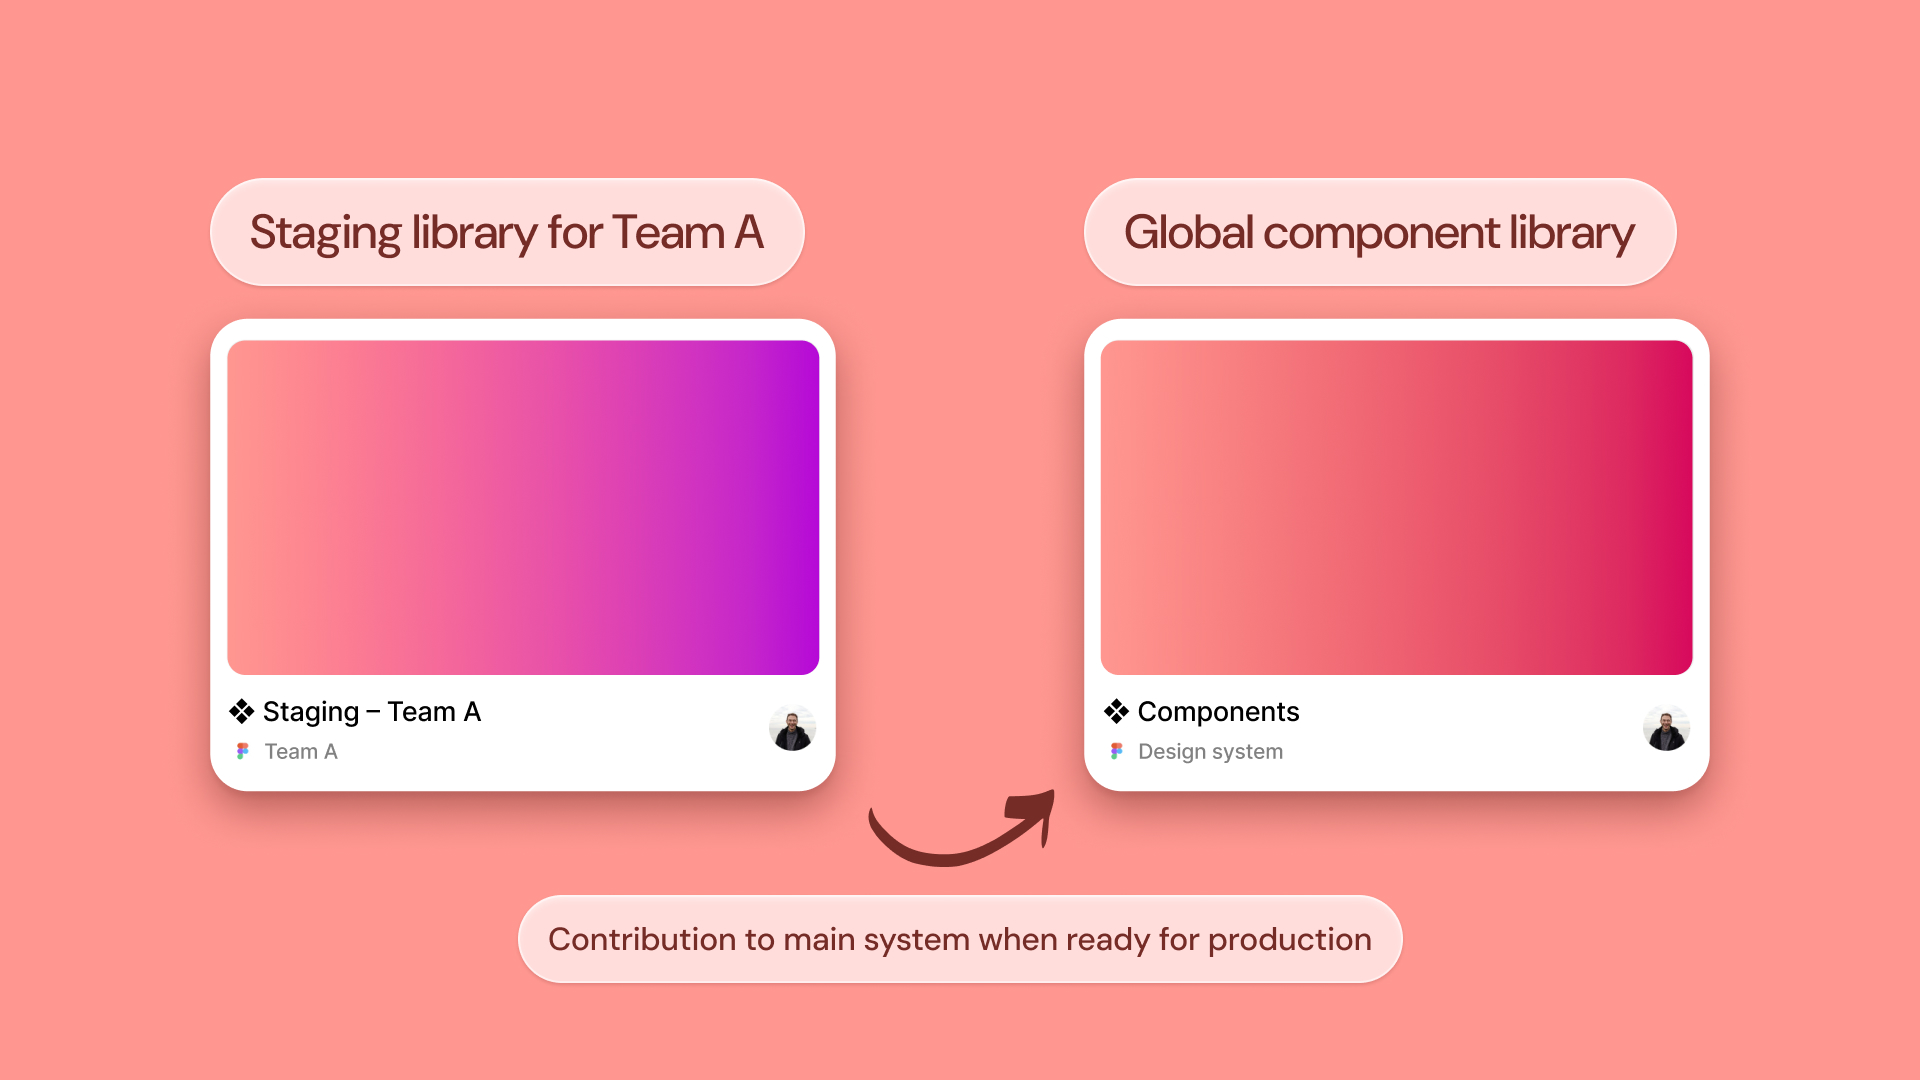 Staging library for Team A
Global component library
Staging – Team A
Team A
Components
Design system
Contribution to main system when ready for production